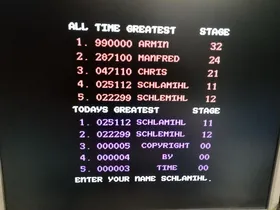 ALL TIME GREATEST STAGE
1. 990000 ARMIN 32
2. 207100 MANFRED 24
3. 047110 CHRIS 21
4. 025112 SCHLAMIHL 11
5. 022299 SCHLEMIHL 12
TODAYS GREATEST STAGE
1. 025112 SCHLAMIHL 11
2. 022299 SCHLEMIHL 12
3. 000005 COPYRIGHT 00
4. 000004 BY 00
5. 000003 TIME 00
ENTER YOUR NAME SCHLAMIHL.